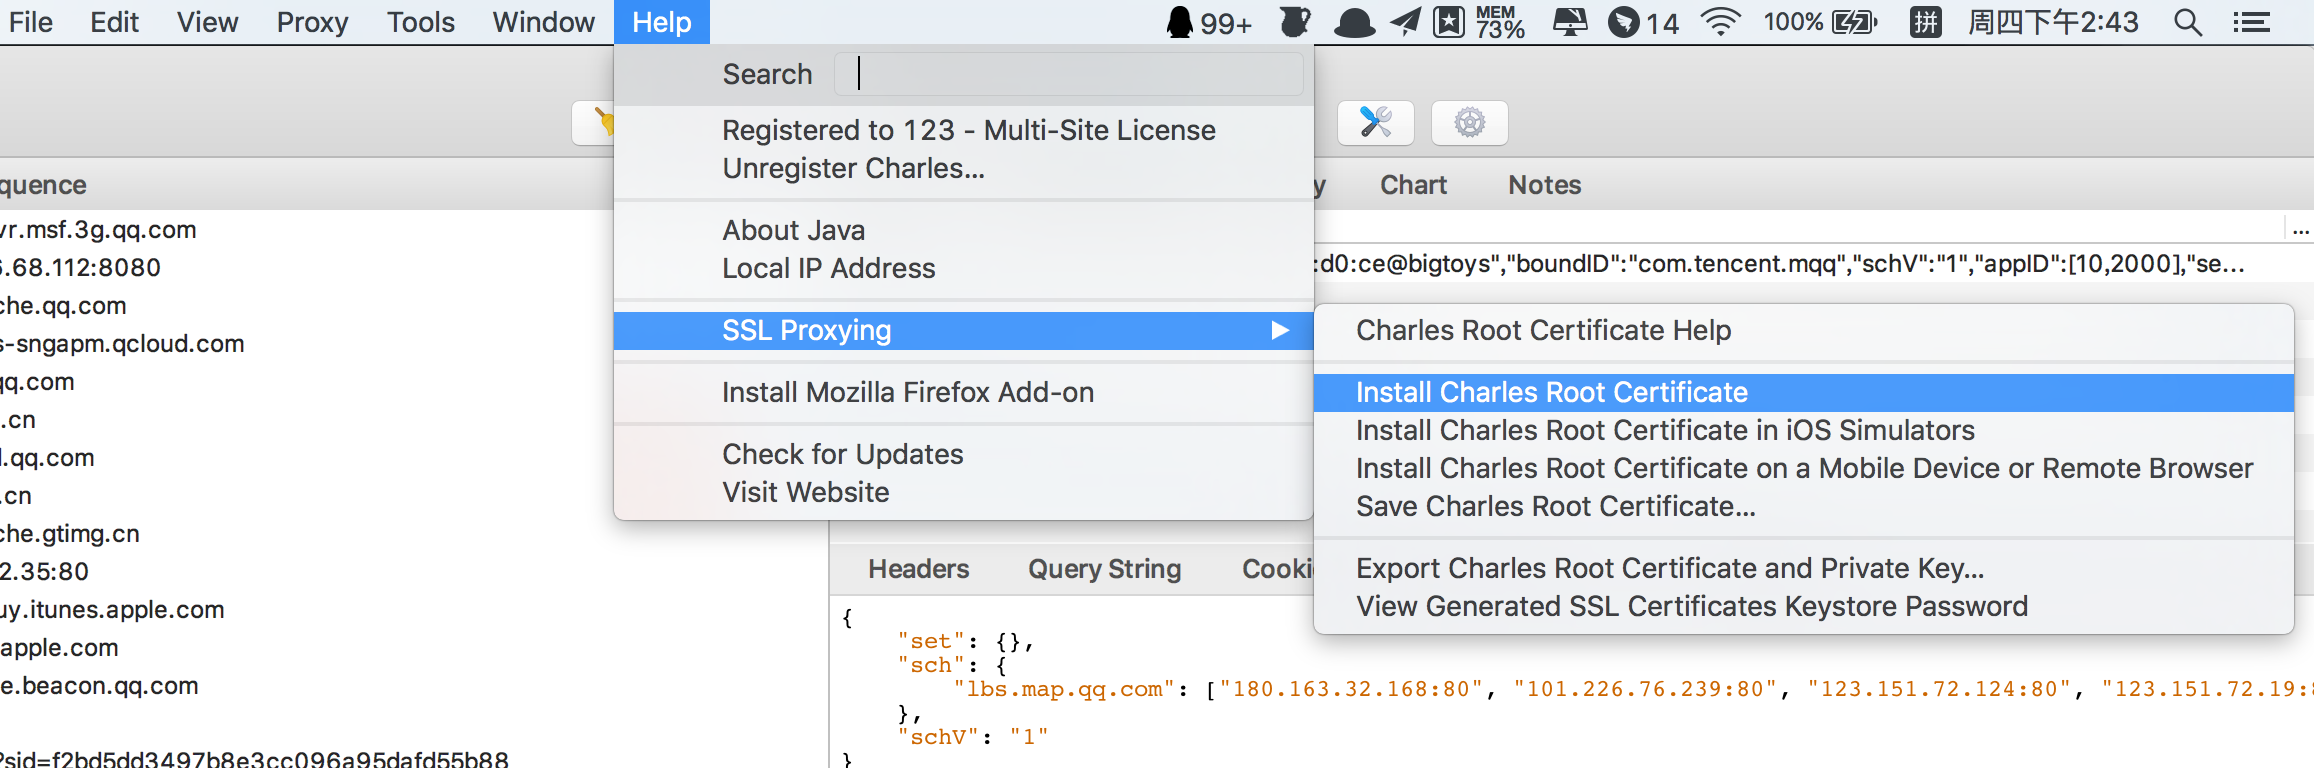 File Edit View Proxy Tools Window Help 99+ MEM 73% 14 100% 拼 周四下午2:43
Search
Registered to 123 - Multi-Site License
Unregister Charles...
quence
Chart Notes
vr.msf.3g.qq.com
About Java
...
.68.112:8080
Local IP Address
:d0:ce@bigtoys","boundID":"com.tencent.mqq","schV":"1","appID":[10,2000],"se...
che.qq.com
SSL Proxying
Charles Root Certificate Help
s-sngapm.qcloud.com
qq.com
Install Mozilla Firefox Add-on
Install Charles Root Certificate
.cn
Install Charles Root Certificate in iOS Simulators
.qq.com
Check for Updates
Install Charles Root Certificate on a Mobile Device or Remote Browser
.cn
Visit Website
Save Charles Root Certificate...
che.gtimg.cn
2.35:80
Headers Query String Cooki
Export Charles Root Certificate and Private Key...
uy.itunes.apple.com
View Generated SSL Certificates Keystore Password
apple.com
e.beacon.qq.com
?sid=f2bd5dd3497b8e3cc096a95dafd55b88
{
"set": {},
"sch": {
"lbs.map.qq.com": ["180.163.32.168:80", "101.226.76.239:80", "123.151.72.124:80", "123.151.72.19:
},
"schV": "1"
}